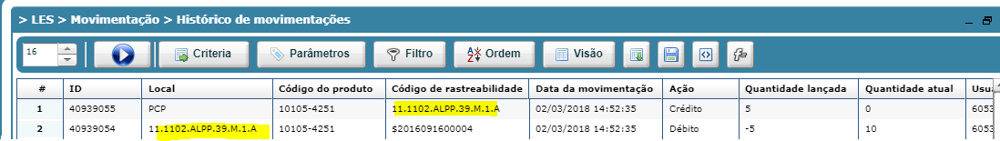 > LES > Movimentação > Histórico de movimentações
16 Criteria Parâmetros Filtro Ordem Visão
# ID Local Código do produto Código de rastreabilidade Data da movimentação Ação Quantidade lançada Quantidade atual Usua
1 40939055 PCP 10105-4251 11.1102.ALPP.39.M.1.A 02/03/2018 14:52:35 Crédito 5 0 6053
2 40939054 11.1102.ALPP.39.M.1.A 10105-4251 $2016091600004 02/03/2018 14:52:35 Débito -5 10 6053